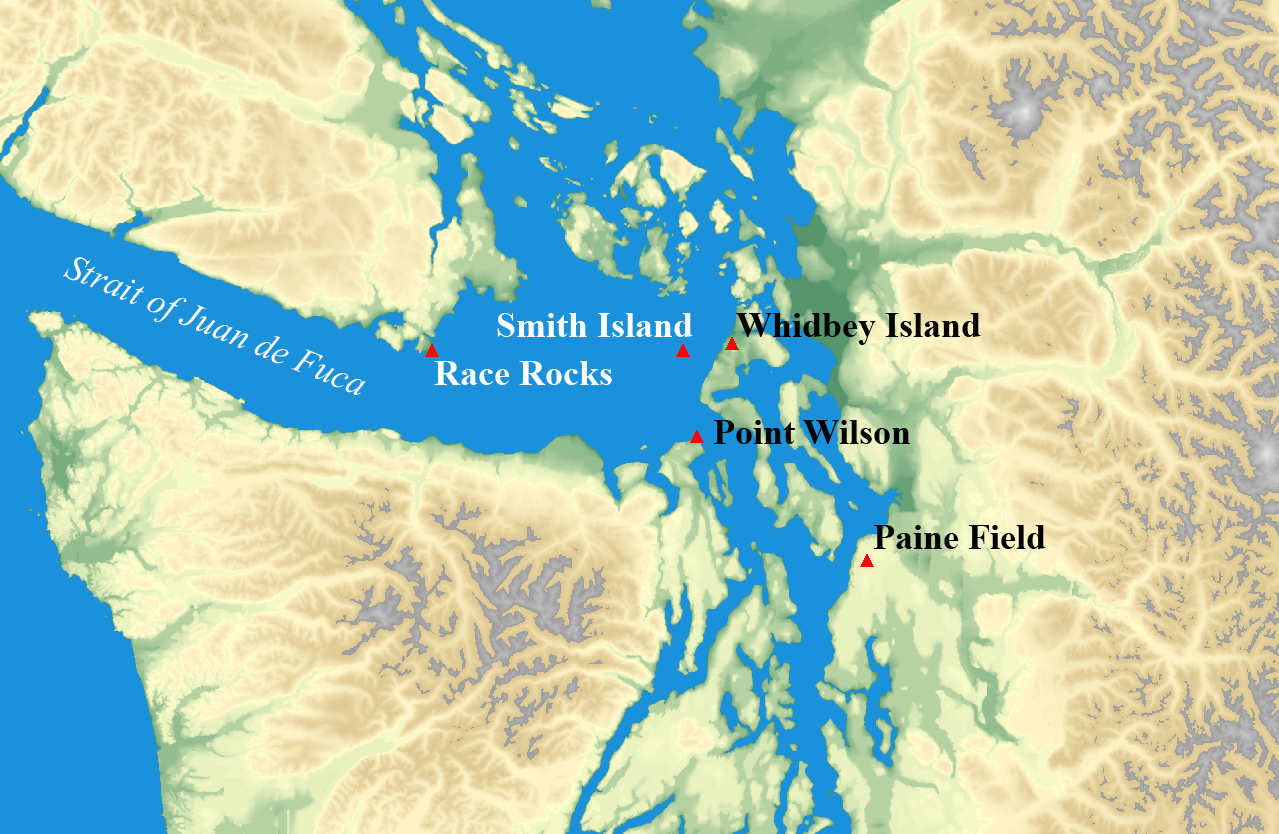 Strait of Juan de Fuca
Smith Island
Whidbey Island
Race Rocks
Point Wilson
Paine Field